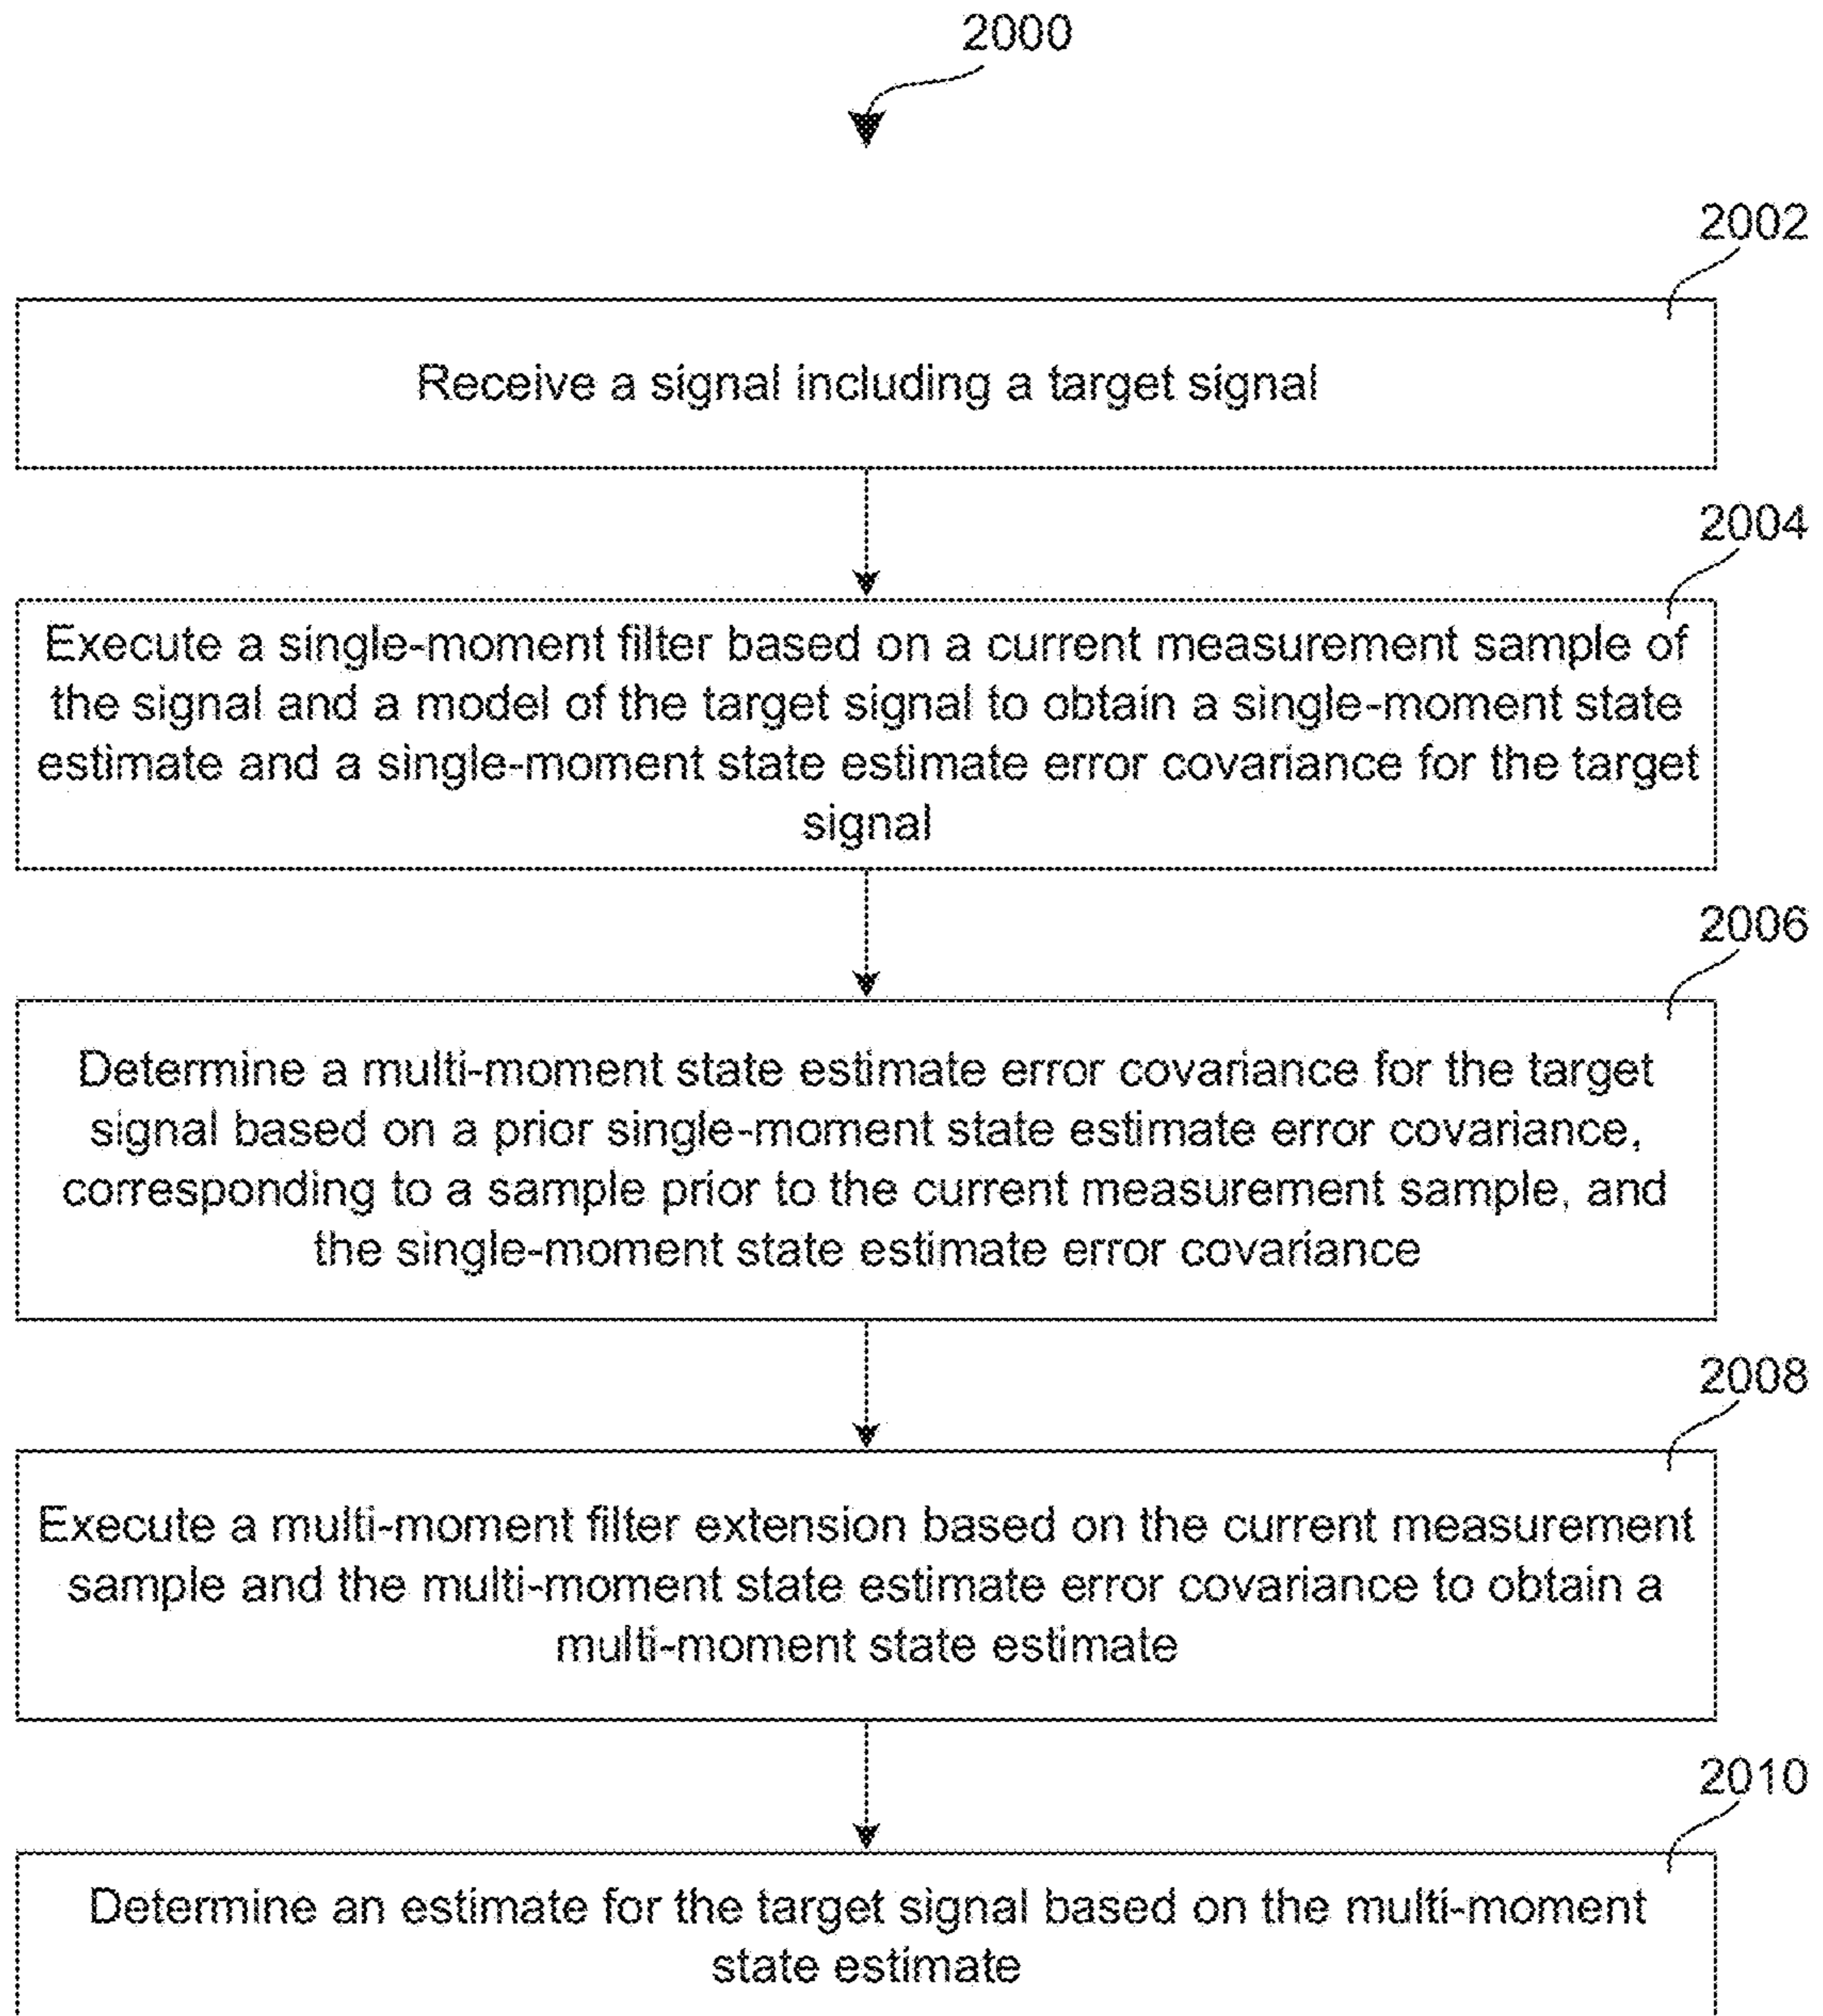 2000
2002
Receive a signal including a target signal
2004
Execute a single-moment filter based on a current measurement sample of
the signal and a model of the target signal to obtain a single-moment state
estimate and a single-moment state estimate error covariance for the target
signal
2006
Determine a multi-moment state estimate error covariance for the target
signal based on a prior single-moment state estimate error covariance,
corresponding to a sample prior to the current measurement sample, and
the single-moment state estimate error covariance
2008
Execute a multi-moment filter extension based on the current measurement
sample and the multi-moment state estimate error covariance to obtain a
multi-moment state estimate
2010
Determine an estimate for the target signal based on the multi-moment
state estimate